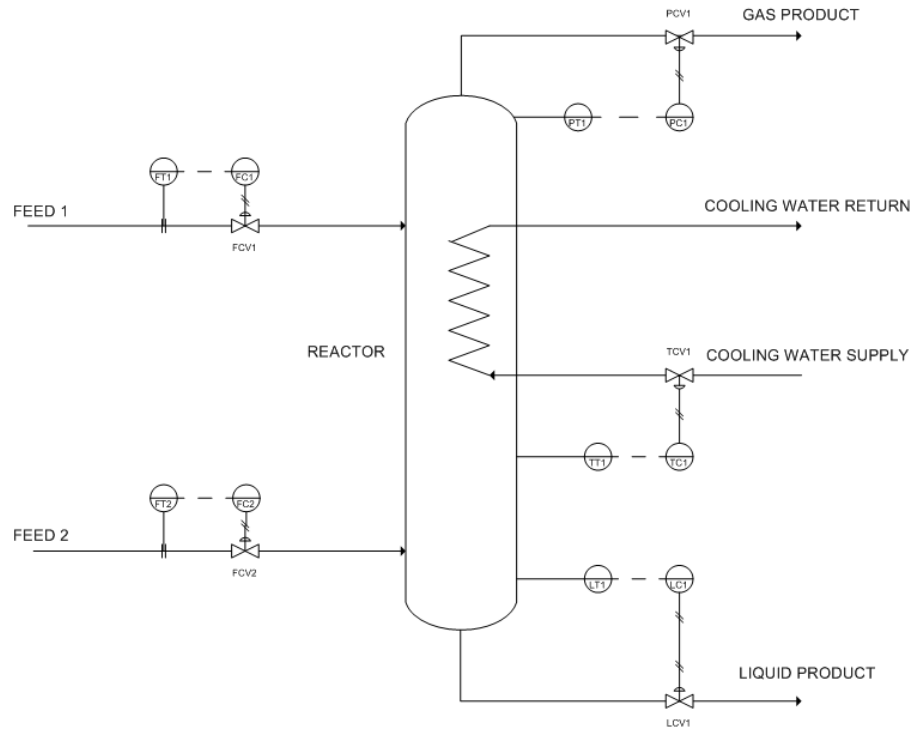 PCV1
GAS PRODUCT
PT1
PC1
FT1
FC1
FEED 1
FCV1
COOLING WATER RETURN
REACTOR
TCV1
COOLING WATER SUPPLY
TT1
TC1
FT2
FC2
FEED 2
FCV2
LT1
LC1
LIQUID PRODUCT
LCV1